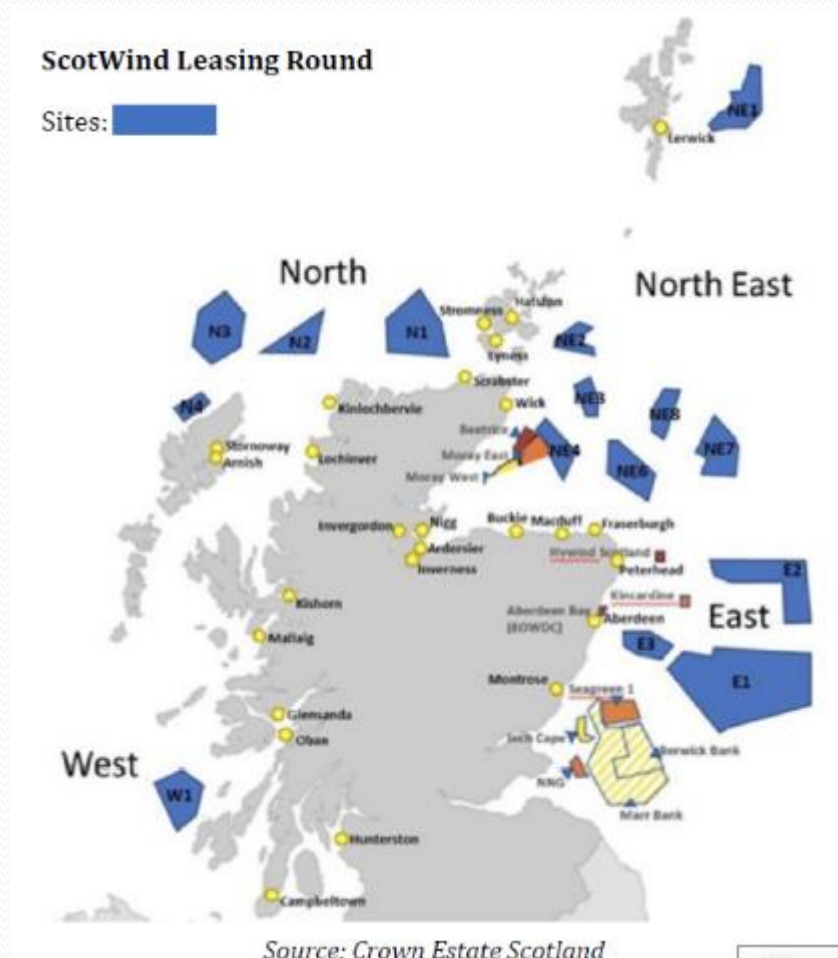 ScotWind Leasing Round
Sites:
NE1
Lerwick
North
North East
N3
N2
N1
Stromness
Hatston
Lyness
NE2
Scrabster
N4
Kinlochbervie
Wick
NE3
NE8
Beatrice
Stornoway
Arnish
Lochinver
Moray East
NE4
NE7
Moray West
NE6
Invergordon
Nigg
Buckie
Macduff
Fraserburgh
Ardersier
Hywind Scotland
Inverness
Peterhead
E2
Kishorn
Kincardine
Aberdeen Bay
[EOWDC]
Aberdeen
East
Mallaig
E3
Montrose
Seagreen 1
E1
Glensanda
Oban
Inch Cape
Berwick Bank
West
NNG
W1
Marr Bank
Hunterston
Campbeltown
Source: Crown Estate Scotland